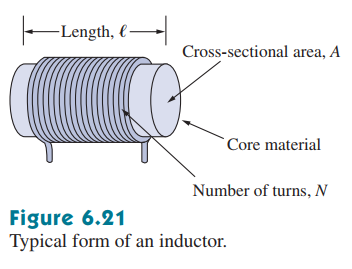 Length, ℓ
Cross-sectional area, A
Core material
Number of turns, N
Figure 6.21
Typical form of an inductor.